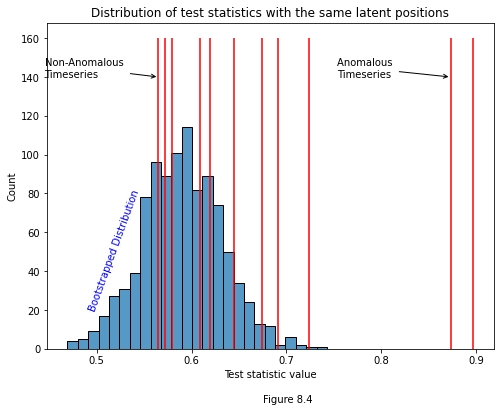 Distribution of test statistics with the same latent positions
160
140
120
100
80
60
40
20
0
Count
Non-Anomalous
Timeseries
Anomalous
Timeseries
Bootstrapped Distribution
0.5 0.6 0.7 0.8 0.9
Test statistic value
Figure 8.4